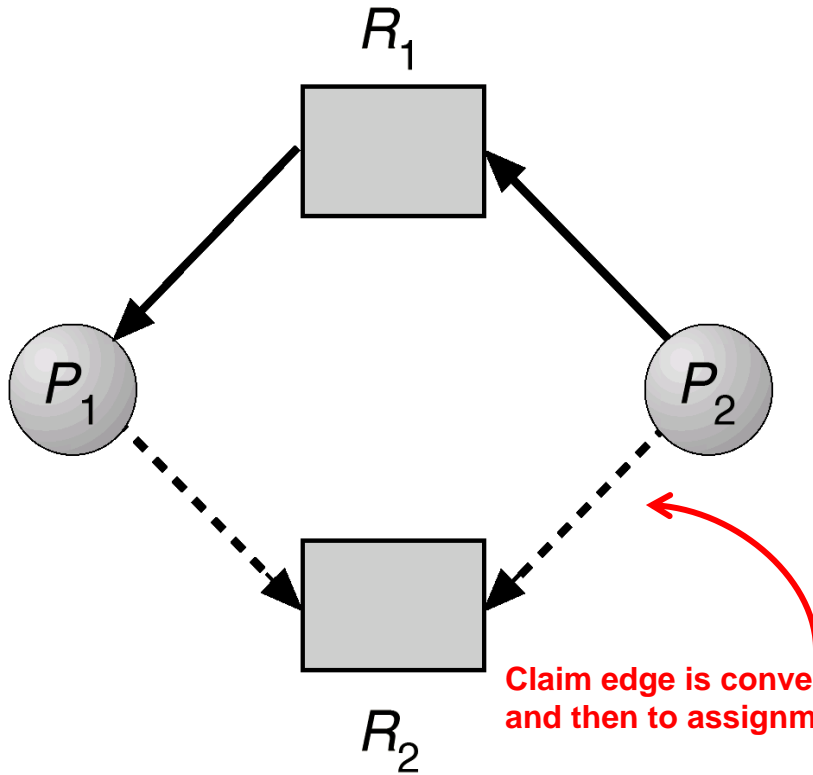 R1
P1
P2
Claim edge is conve
and then to assignm
R2